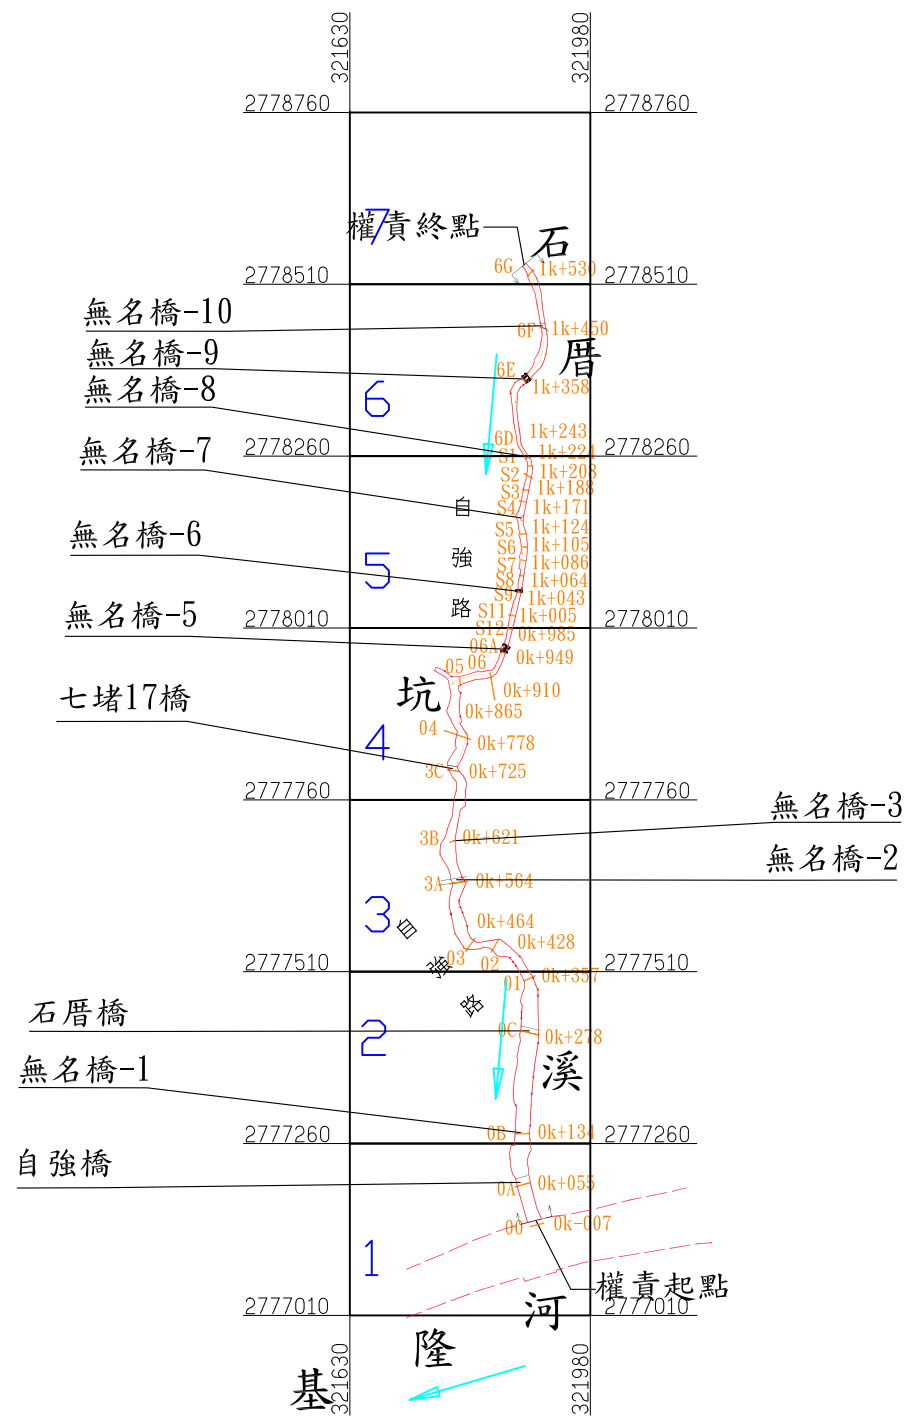 321630
321980
2778760
2778760
7
權責終點
石
6G
1k+530
2778510
2778510
無名橋-10
6F
1k+450
無名橋-9
厝
6E
1k+358
無名橋-8
6
6D
1k+243
2778260
2778260
S1
1k+224
無名橋-7
S2
1k+203
S3
1k+188
S4
1k+171
自強路
無名橋-6
S5
1k+124
S6
1k+105
5
S7
1k+086
S8
1k+064
S9
1k+043
無名橋-5
S11
1k+005
2778010
2778010
S12
0k+985
06A
0k+949
05
06
0k+910
坑
七堵17橋
0k+865
04
4
0k+778
3C
0k+725
2777760
2777760
無名橋-3
3B
0k+621
無名橋-2
3A
0k+564
3
自強路
0k+464
03
02
0k+428
2777510
2777510
01
0k+357
石厝橋
2
0C
0k+278
溪
無名橋-1
0B
0k+134
2777260
2777260
自強橋
0A
0k+055
00
0k-007
1
權責起點
2777010
2777010
河
隆
基
321630
321980